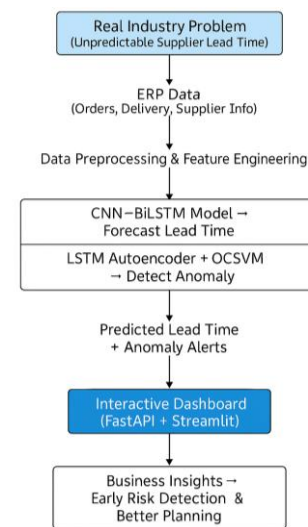 Real Industry Problem
(Unpredictable Supplier Lead Time)
ERP Data
(Orders, Delivery, Supplier Info)
Data Preprocessing & Feature Engineering
CNN–BiLSTM Model →
Forecast Lead Time
LSTM Autoencoder + OCSVM
→ Detect Anomaly
Predicted Lead Time
+ Anomaly Alerts
Interactive Dashboard
(FastAPI + Streamlit)
Business Insights →
Early Risk Detection &
Better Planning